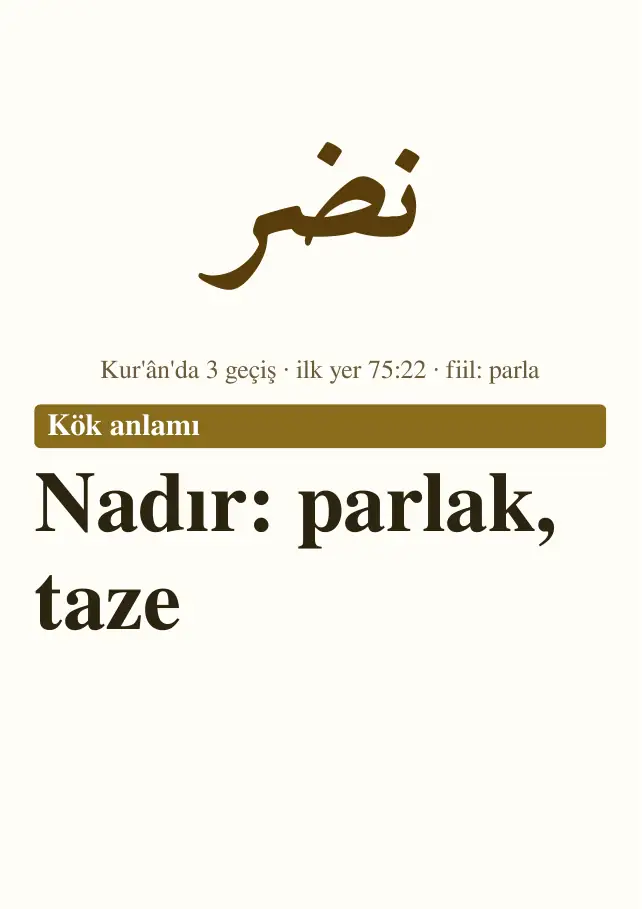 نضر
Kur'ân'da 3 geçiş · ilk yer 75:22 · fiil: parla
Kök anlamı
Nadır: parlak,
taze